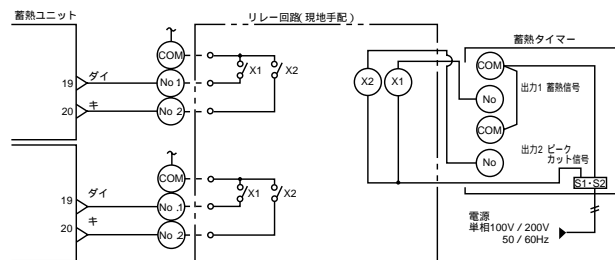 蓄熱ユニット
リレー回路(現地手配)
蓄熱タイマー
COM
19 ダイ No 1 X1 X2
20 キ No 2
COM
19 ダイ No .1 X1 X2
20 キ No .2
X2 X1
COM
出力1 蓄熱信号
No
COM
出力2 ピーク
カット信号
No
S1・S2
電源
単相100V / 200V
50 / 60Hz